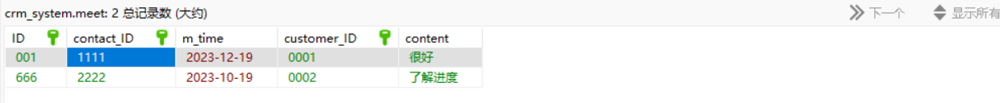 crm_system.meet: 2 总记录数 (大约) 下一个 显示所有
ID contact_ID m_time customer_ID content
001 1111 2023-12-19 0001 很好
666 2222 2023-10-19 0002 了解进度